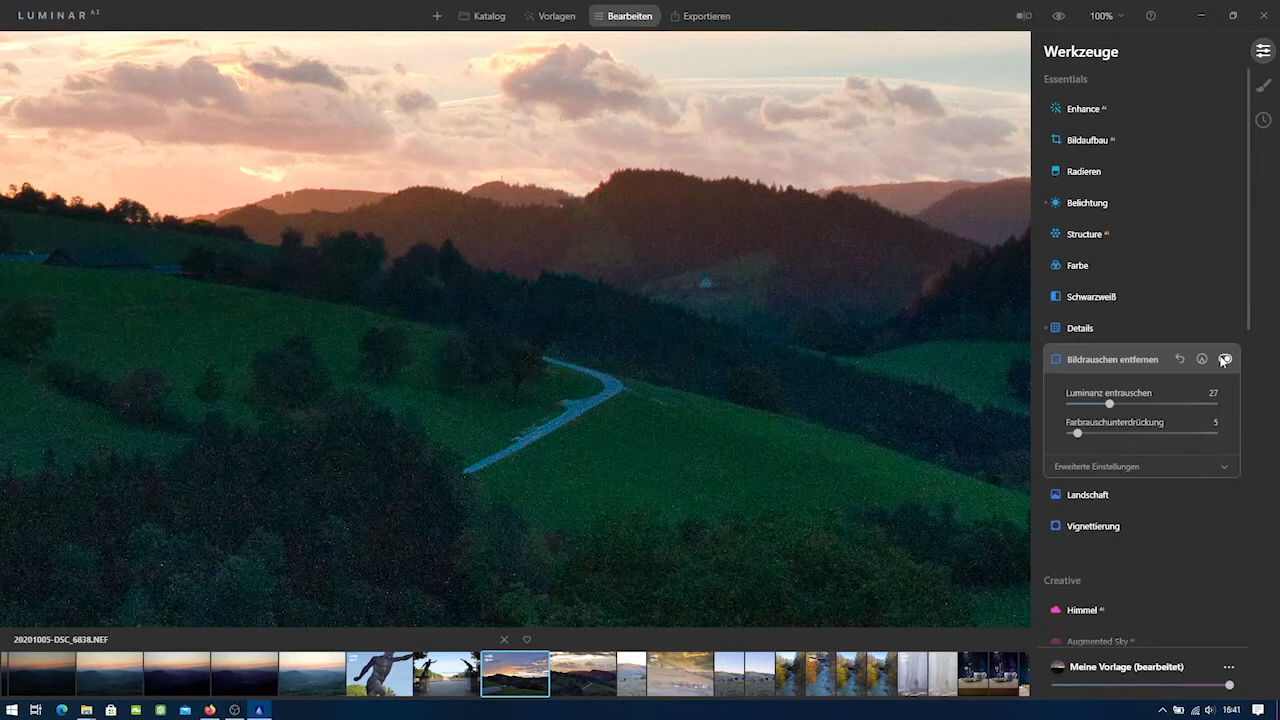 LUMINAR AI
Katalog
Vorlagen
Bearbeiten
Exportieren
100%
Werkzeuge
Essentials
Enhance AI
Bildaufbau AI
Radieren
Belichtung
Structure AI
Farbe
Schwarzweiß
Details
Bildrauschen entfernen
Luminanz entrauschen 27
Farbrauschunterdrückung 5
Erweiterte Einstellungen
Landschaft
Vignettierung
Creative
Himmel AI
Augmented Sky AI
20201005-DSC_6838.NEF
Meine Vorlage (bearbeitet)
16:41